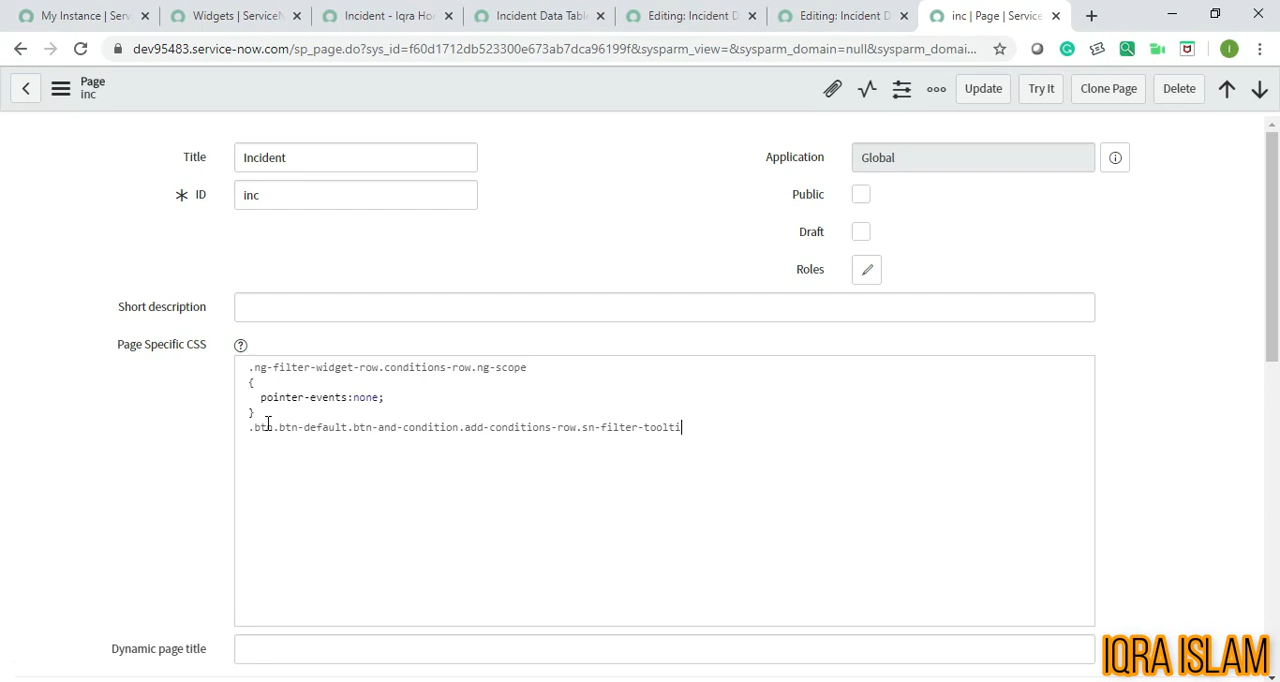 My Instance | Serv
Widgets | ServiceN
Incident - Iqra Ho
Incident Data Tabl
Editing: Incident D
Editing: Incident D
inc | Page | Service
dev95483.service-now.com/sp_page.do?sys_id=f60d1712db523300e673ab7dca96199f&sysparm_view=&sysparm_domain=null&sysparm_domai...
I
Page
inc
Update
Try It
Clone Page
Delete
Title
Incident
Application
Global
ID
inc
Public
Draft
Roles
Short description
Page Specific CSS
.ng-filter-widget-row.conditions-row.ng-scope
{
pointer-events:none;
}
.btn.btn-default.btn-and-condition.add-conditions-row.sn-filter-toolti
Dynamic page title
IQRA ISLAM